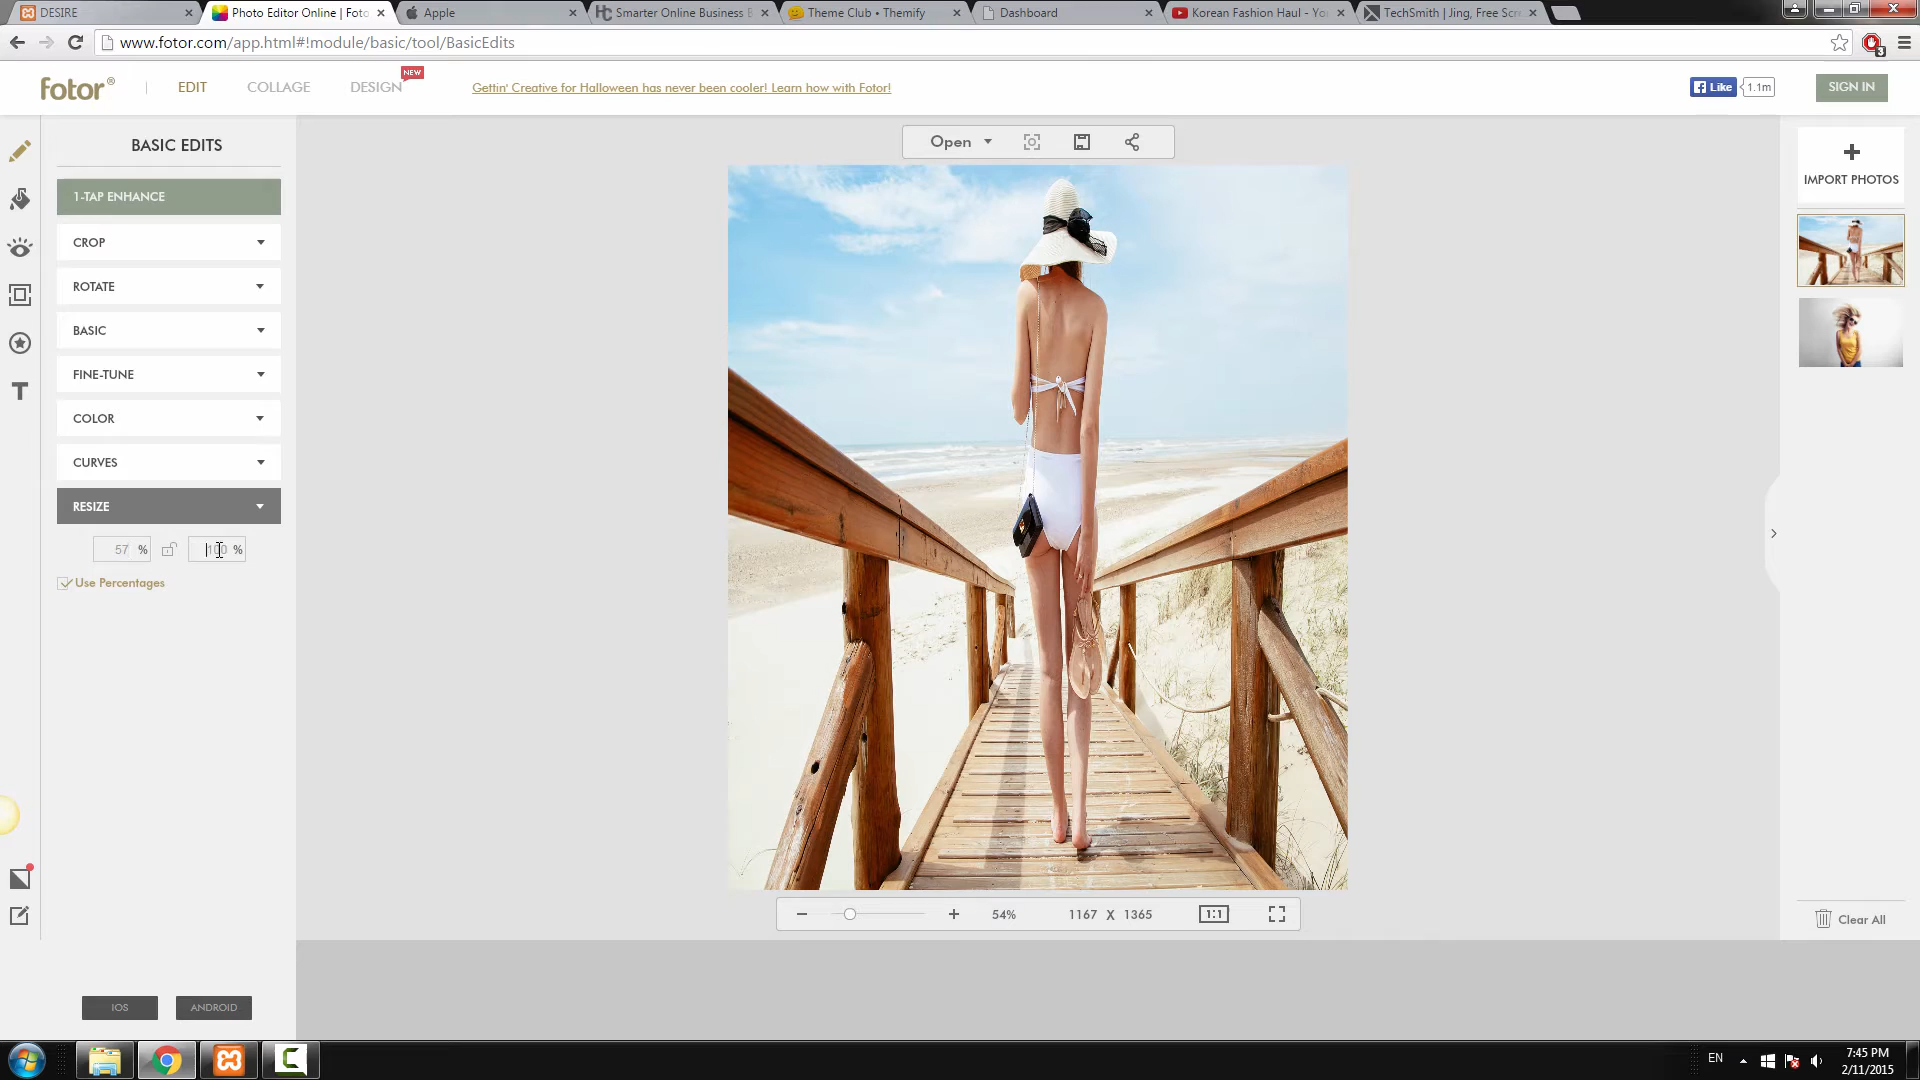 DESIRE
Photo Editor Online | Foto
Apple
Smarter Online Business B
Theme Club • Themify
Dashboard
Korean Fashion Haul - Yo
TechSmith | Jing, Free Scre
www.fotor.com/app.html#!module/basic/tool/BasicEdits
3
fotor®
EDIT
COLLAGE
DESIGN
NEW
Gettin' Creative for Halloween has never been cooler! Learn how with Fotor!
Like
1.1m
SIGN IN
BASIC EDITS
Open
1-TAP ENHANCE
CROP
ROTATE
BASIC
FINE-TUNE
COLOR
CURVES
RESIZE
57 %
100 %
Use Percentages
T
IMPORT PHOTOS
54%
1167 X 1365
1:1
Clear All
IOS
ANDROID
EN
7:45 PM
2/11/2015